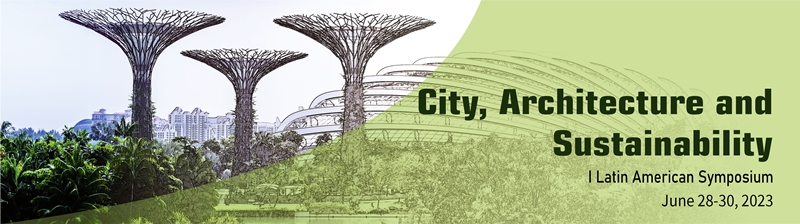 City, Architecture and
Sustainability
I Latin American Symposium
June 28-30, 2023